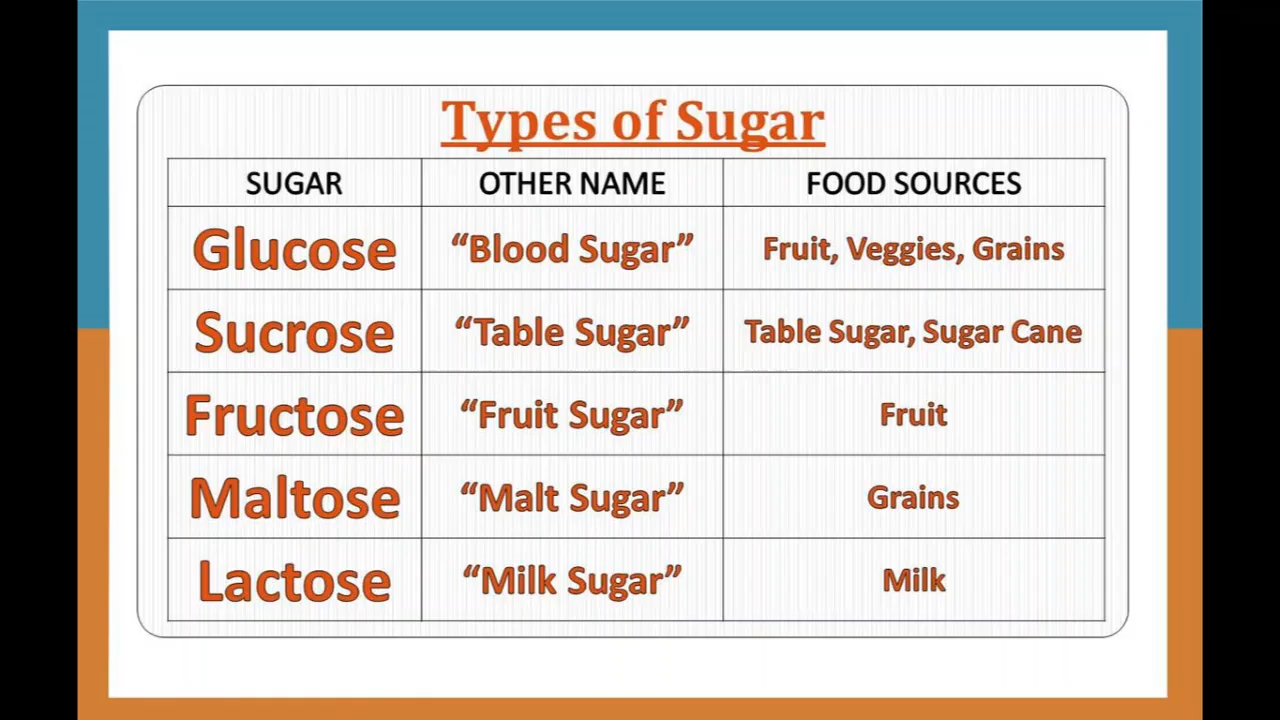 Types of Sugar
SUGAR OTHER NAME FOOD SOURCES
Glucose “Blood Sugar” Fruit, Veggies, Grains
Sucrose “Table Sugar” Table Sugar, Sugar Cane
Fructose “Fruit Sugar” Fruit
Maltose “Malt Sugar” Grains
Lactose “Milk Sugar” Milk